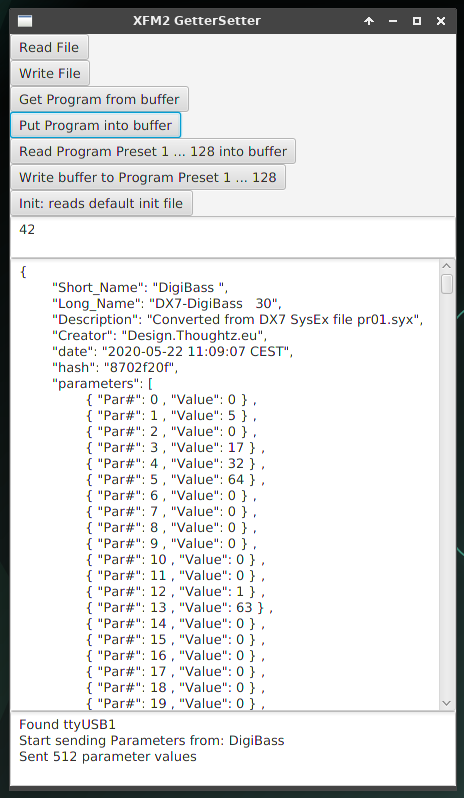 XFM2 GetterSetter
Read File
Write File
Get Program from buffer
Put Program into buffer
Read Program Preset 1 ... 128 into buffer
Write buffer to Program Preset 1 ... 128
Init: reads default init file
42
{
"Short_Name": "DigiBass ",
"Long_Name": "DX7-DigiBass   30",
"Description": "Converted from DX7 SysEx file pr01.syx",
"Creator": "Design.Thoughtz.eu",
"date": "2020-05-22 11:09:07 CEST",
"hash": "8702f20f",
"parameters": [
{ "Par#": 0 , "Value": 0 } ,
{ "Par#": 1 , "Value": 5 } ,
{ "Par#": 2 , "Value": 0 } ,
{ "Par#": 3 , "Value": 17 } ,
{ "Par#": 4 , "Value": 32 } ,
{ "Par#": 5 , "Value": 64 } ,
{ "Par#": 6 , "Value": 0 } ,
{ "Par#": 7 , "Value": 0 } ,
{ "Par#": 8 , "Value": 0 } ,
{ "Par#": 9 , "Value": 0 } ,
{ "Par#": 10 , "Value": 0 } ,
{ "Par#": 11 , "Value": 0 } ,
{ "Par#": 12 , "Value": 1 } ,
{ "Par#": 13 , "Value": 63 } ,
{ "Par#": 14 , "Value": 0 } ,
{ "Par#": 15 , "Value": 0 } ,
{ "Par#": 16 , "Value": 0 } ,
{ "Par#": 17 , "Value": 0 } ,
{ "Par#": 18 , "Value": 0 } ,
{ "Par#": 19 , "Value": 0 } ,
Found ttyUSB1
Start sending Parameters from: DigiBass
Sent 512 parameter values